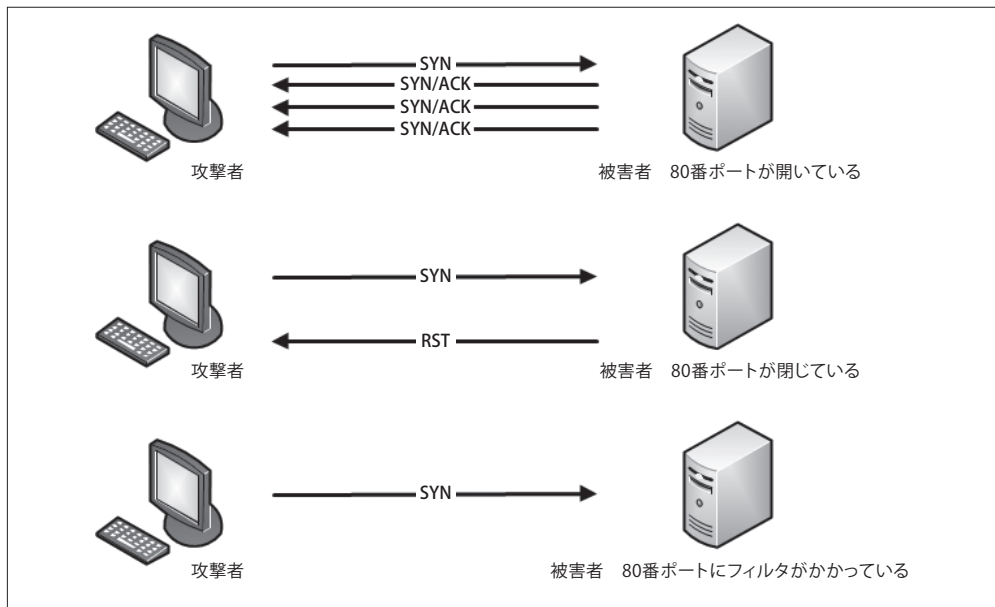 SYN
SYN/ACK
SYN/ACK
SYN/ACK
攻撃者
被害者　80番ポートが開いている
SYN
RST
攻撃者
被害者　80番ポートが閉じている
SYN
攻撃者
被害者　80番ポートにフィルタがかかっている